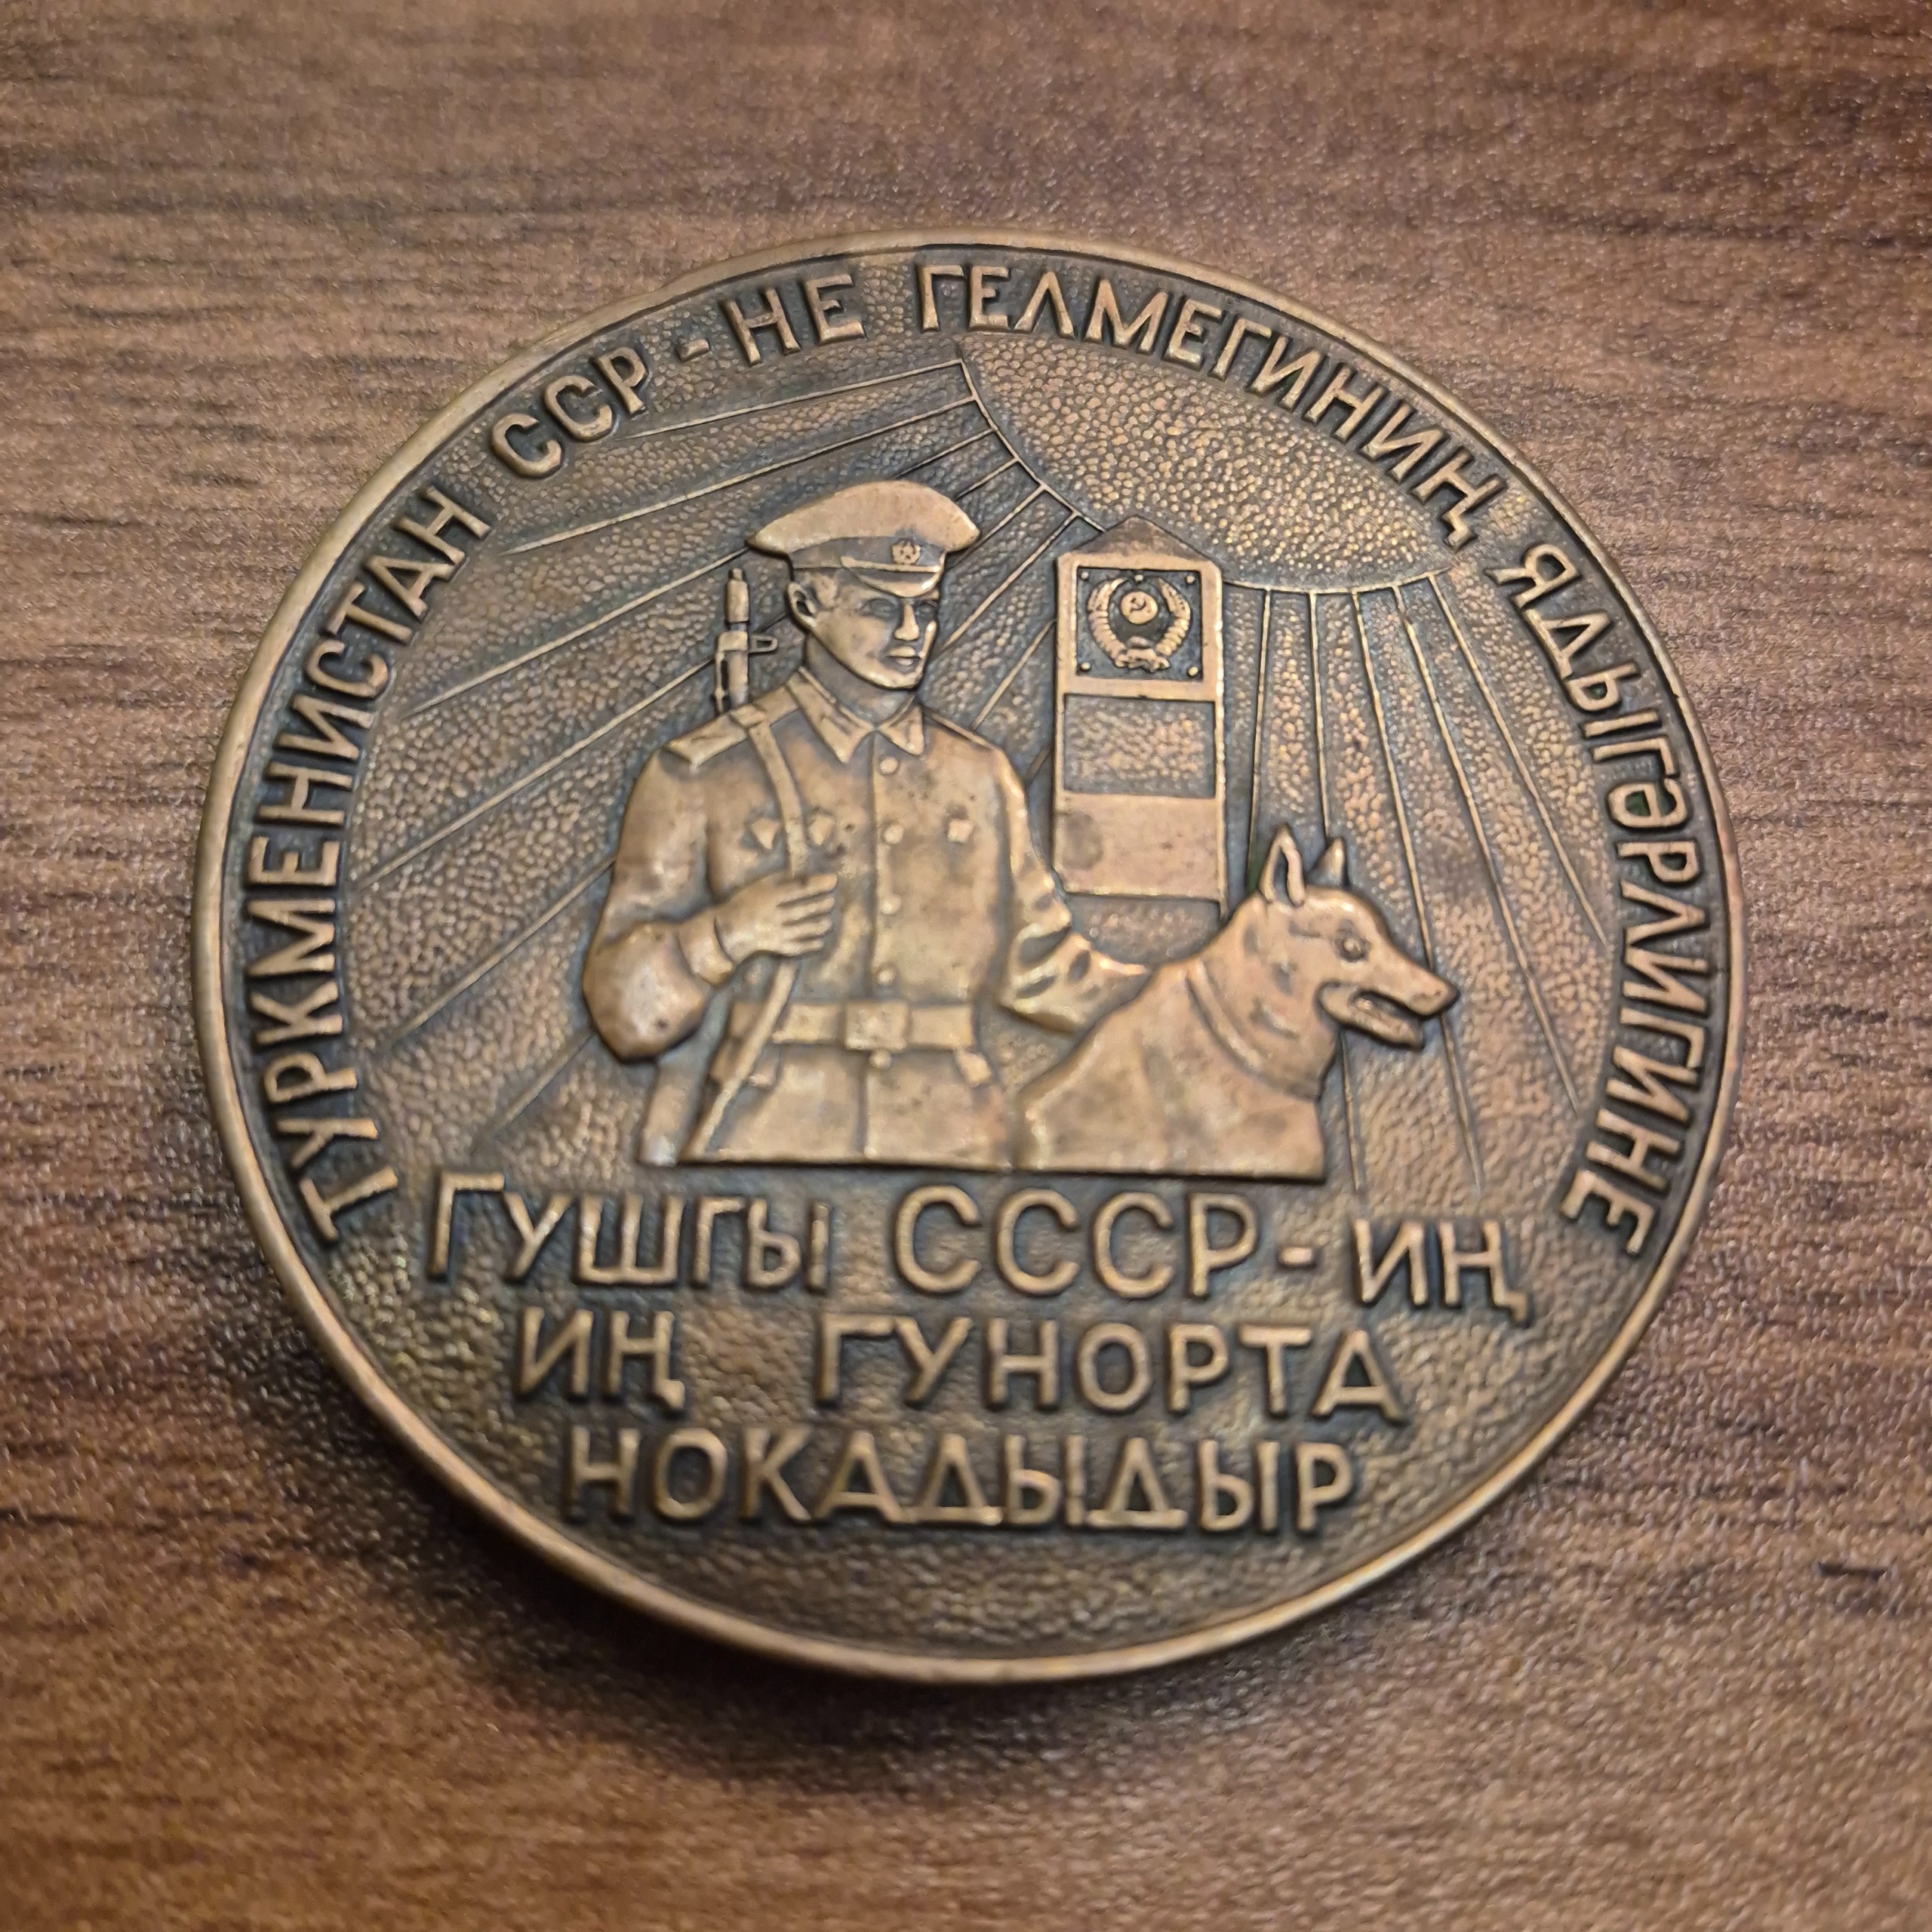 ТУРКМЕНИСТАН ССР-НЕ ГЕЛМЕГИНИҢ ЯДЫГӘРЛИГИНЕ
ГУШГЫ СССР-ИҢ
ИҢ ГУНОРТА
НОКАДЫДЫР